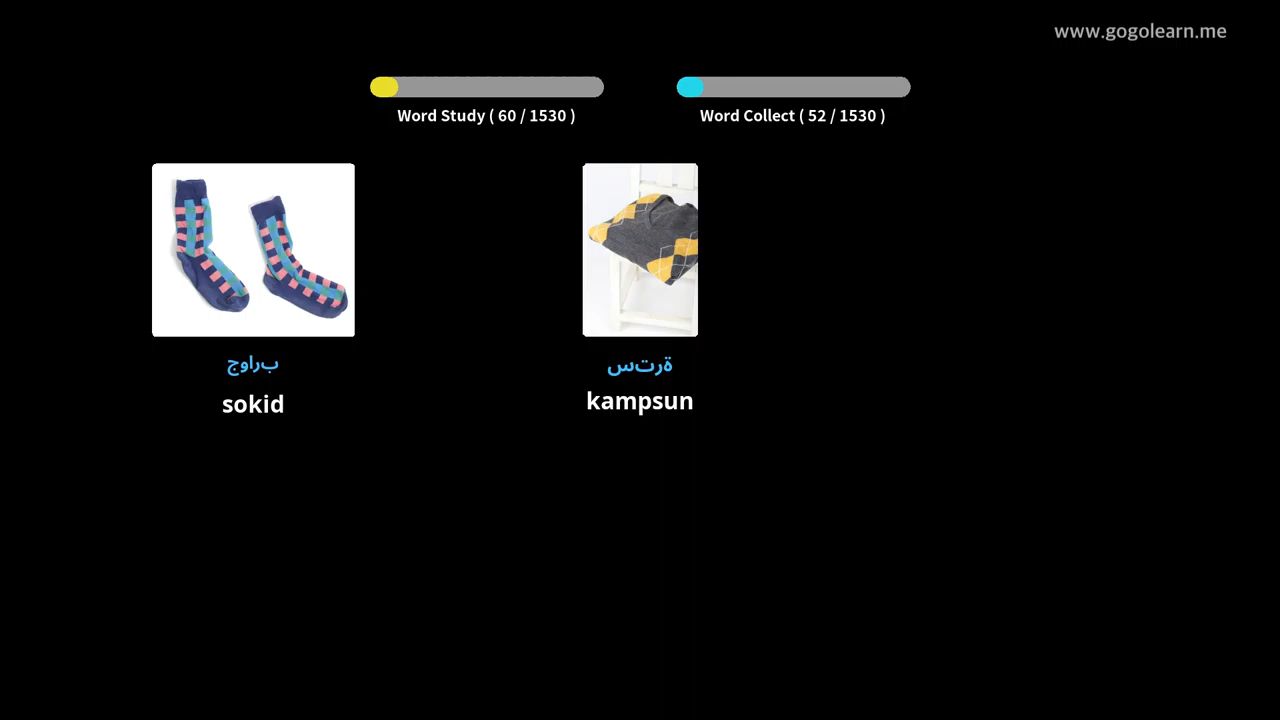 www.gogolearn.me
Word Study ( 60 / 1530 )
Word Collect ( 52 / 1530 )
براوج
sokid
ةرتس
kampsun